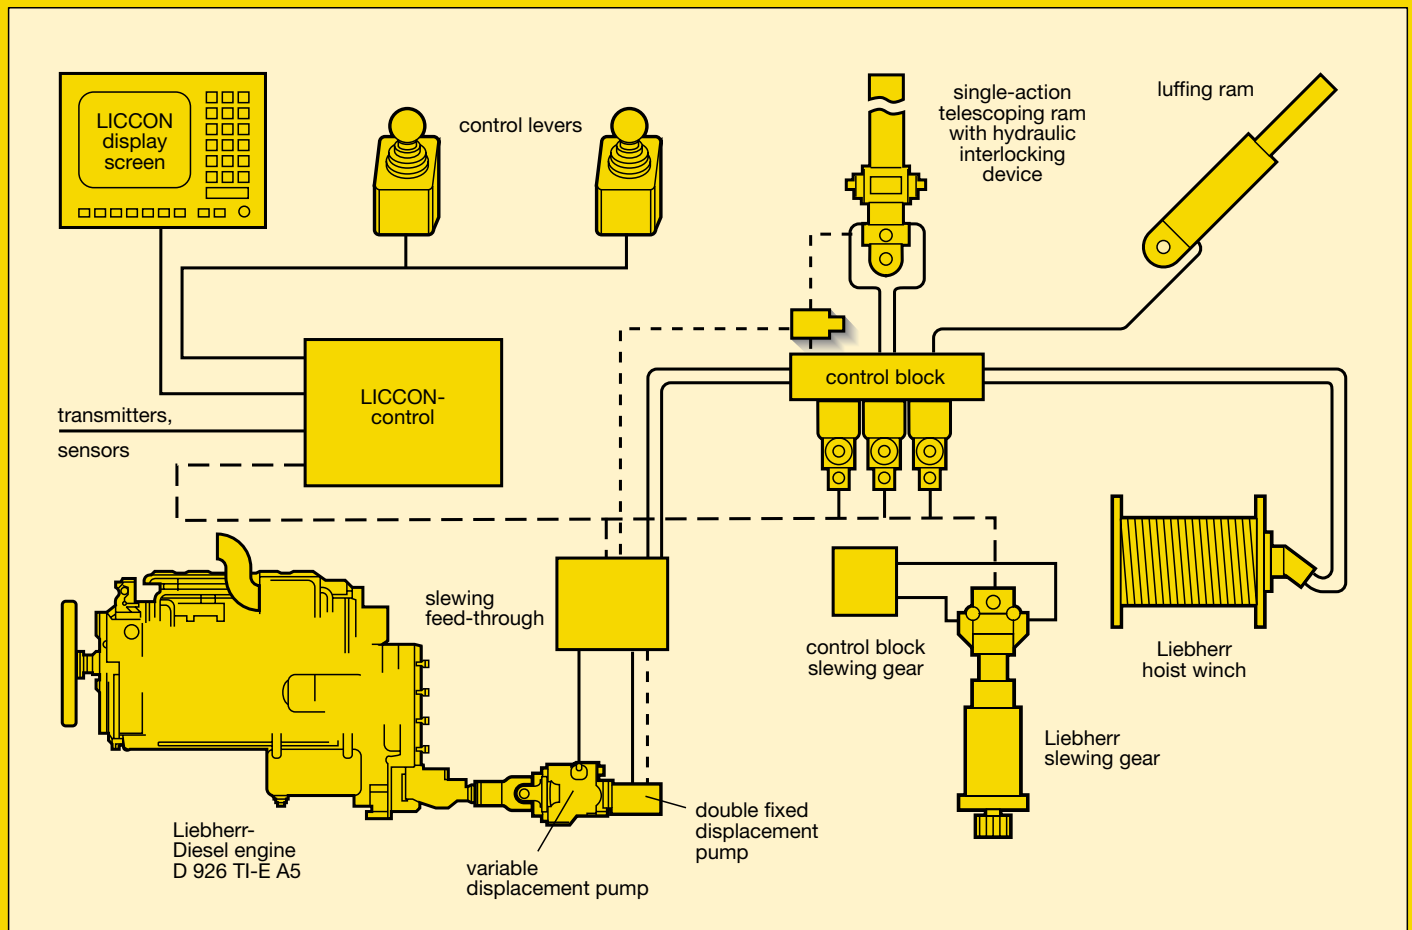 LICCON
display
screen
control levers
single-action
telescoping ram
with hydraulic
interlocking
device
luffing ram
control block
LICCON-
control
transmitters,
sensors
slewing
feed-through
control block
slewing gear
Liebherr
hoist winch
Liebherr
slewing gear
double fixed
displacement
pump
variable
displacement pump
Liebherr-
Diesel engine
D 926 TI-E A5